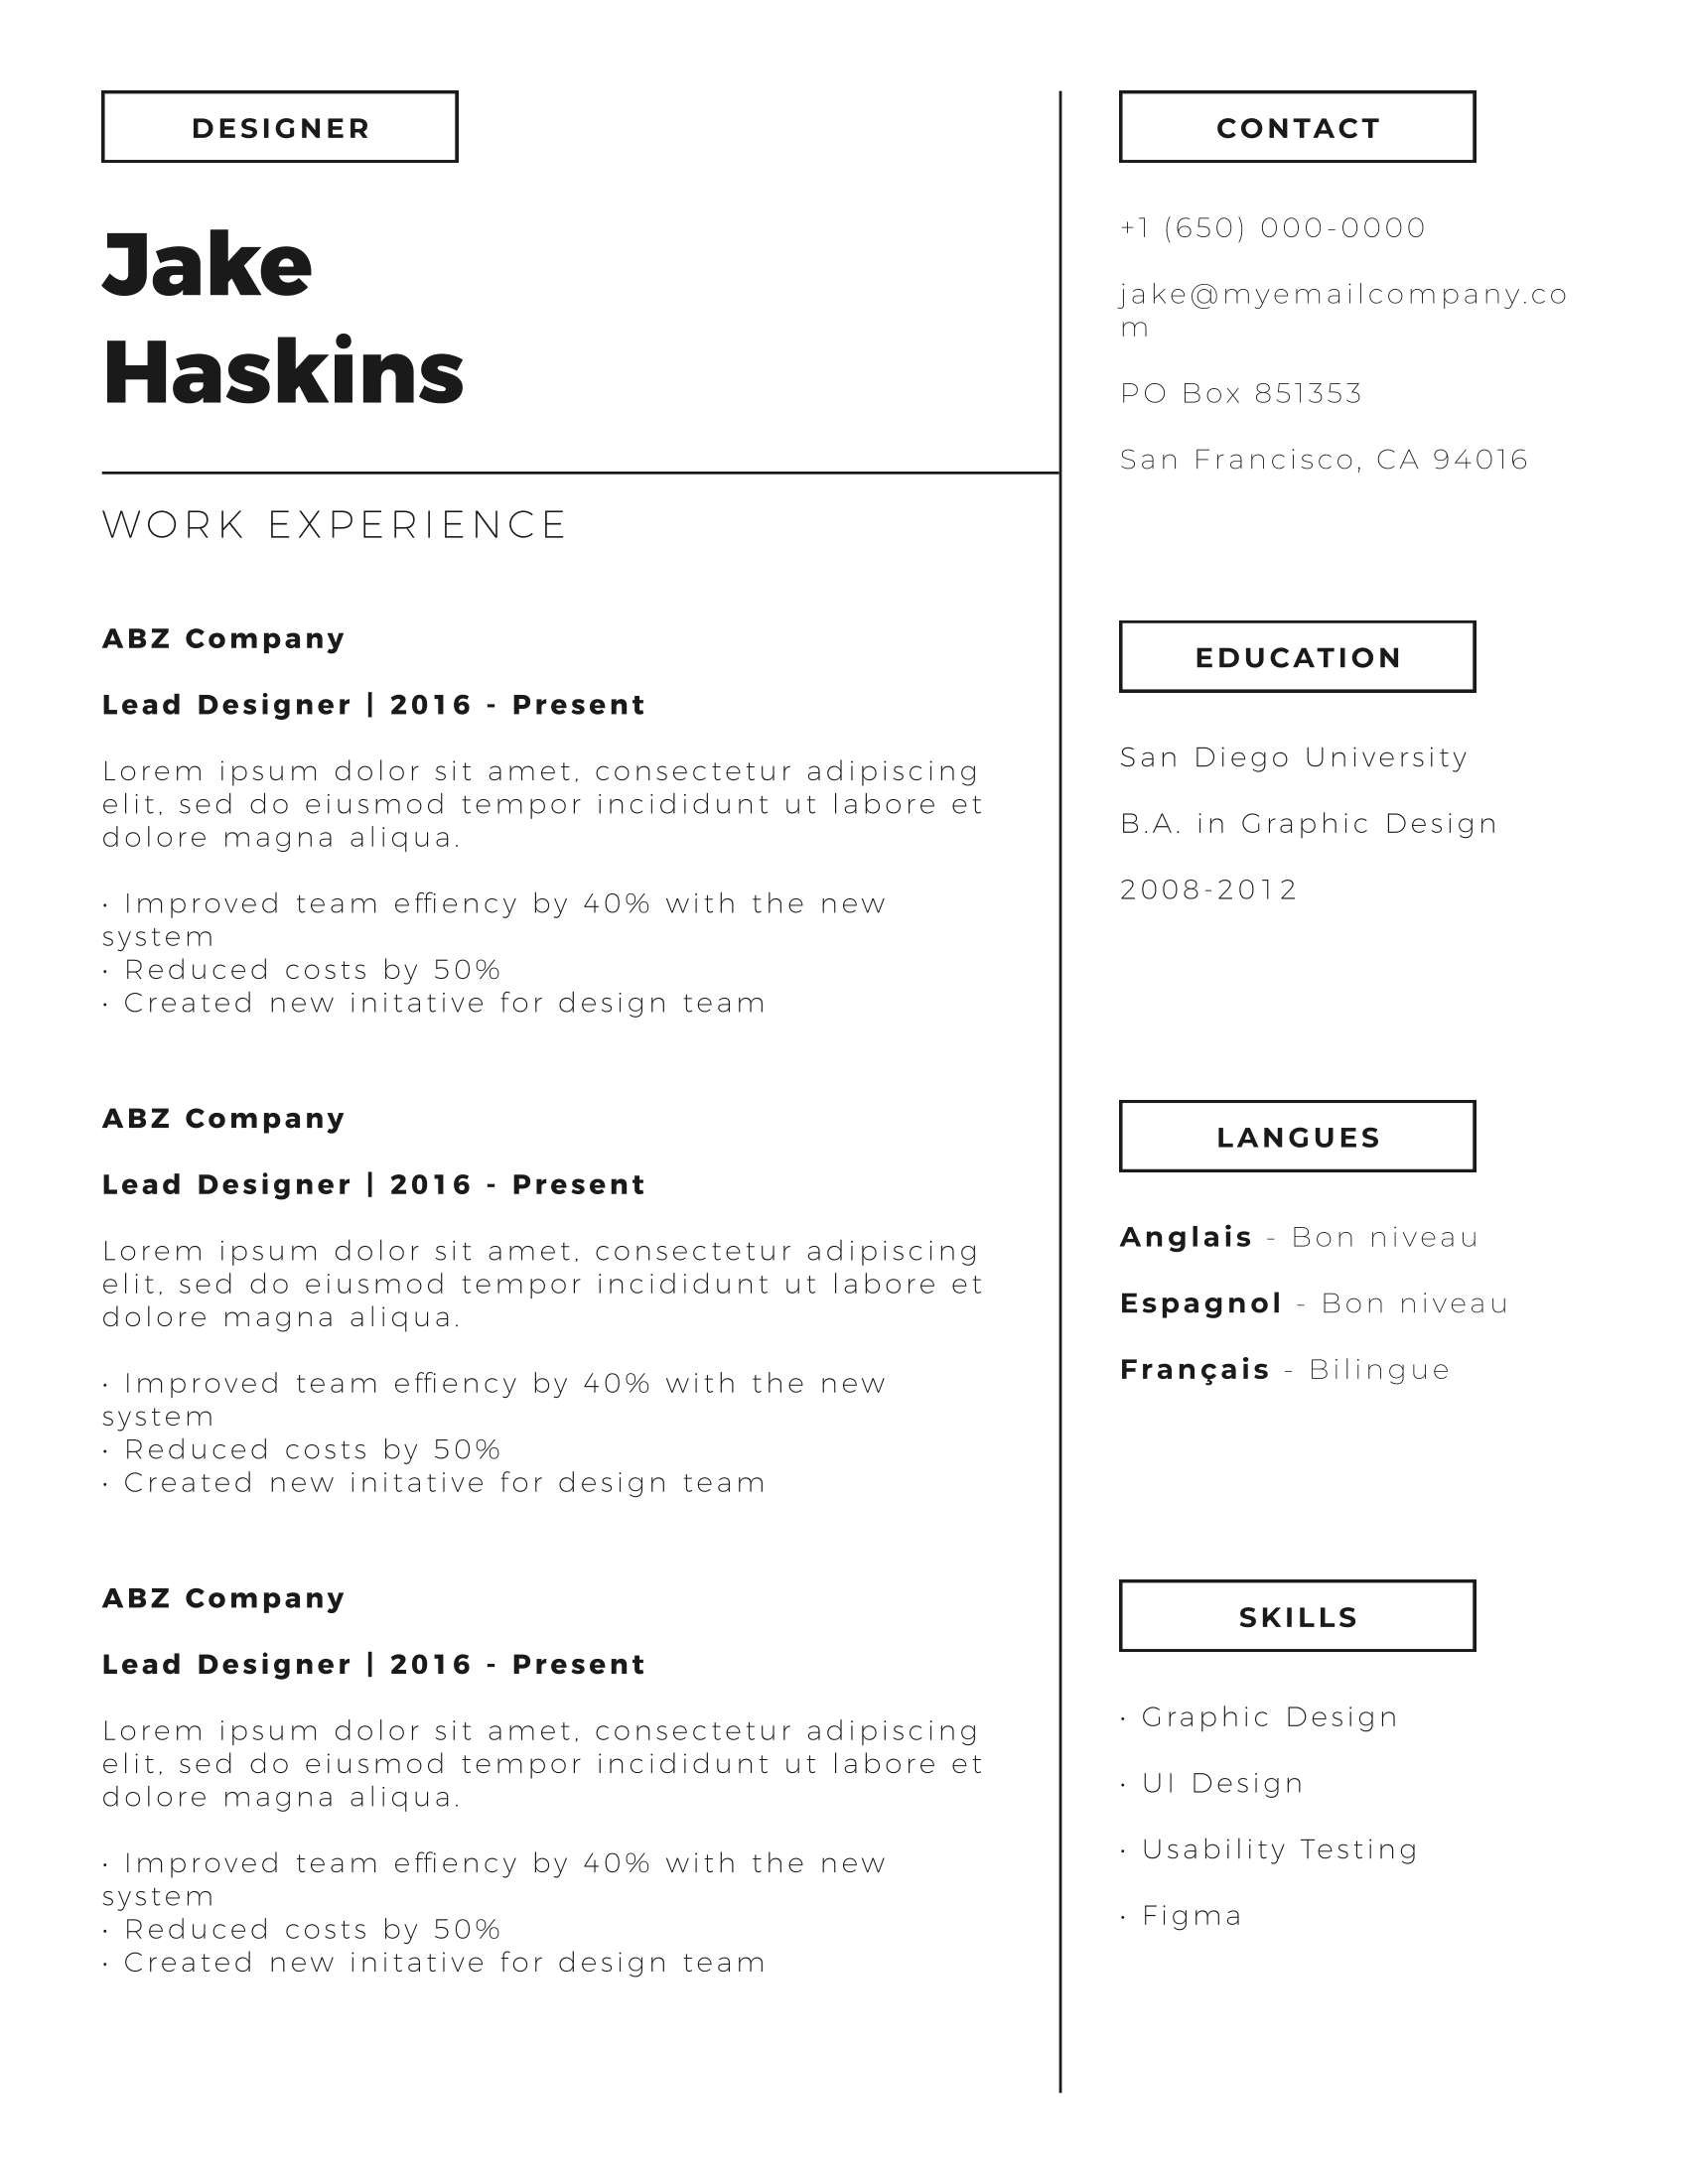 DESIGNER
Jake
Haskins
WORK EXPERIENCE
ABZ Company
Lead Designer | 2016 - Present
Lorem ipsum dolor sit amet, consectetur adipiscing
elit, sed do eiusmod tempor incididunt ut labore et
dolore magna aliqua.
· Improved team effiency by 40% with the new
system
· Reduced costs by 50%
· Created new initative for design team
ABZ Company
Lead Designer | 2016 - Present
Lorem ipsum dolor sit amet, consectetur adipiscing
elit, sed do eiusmod tempor incididunt ut labore et
dolore magna aliqua.
· Improved team effiency by 40% with the new
system
· Reduced costs by 50%
· Created new initative for design team
ABZ Company
Lead Designer | 2016 - Present
Lorem ipsum dolor sit amet, consectetur adipiscing
elit, sed do eiusmod tempor incididunt ut labore et
dolore magna aliqua.
· Improved team effiency by 40% with the new
system
· Reduced costs by 50%
· Created new initative for design team
CONTACT
+1 (650) 000-0000
jake@myemailcompany.co
m
PO Box 851353
San Francisco, CA 94016
EDUCATION
San Diego University
B.A. in Graphic Design
2008-2012
LANGUES
Anglais - Bon niveau
Espagnol - Bon niveau
Français - Bilingue
SKILLS
· Graphic Design
· UI Design
· Usability Testing
· Figma